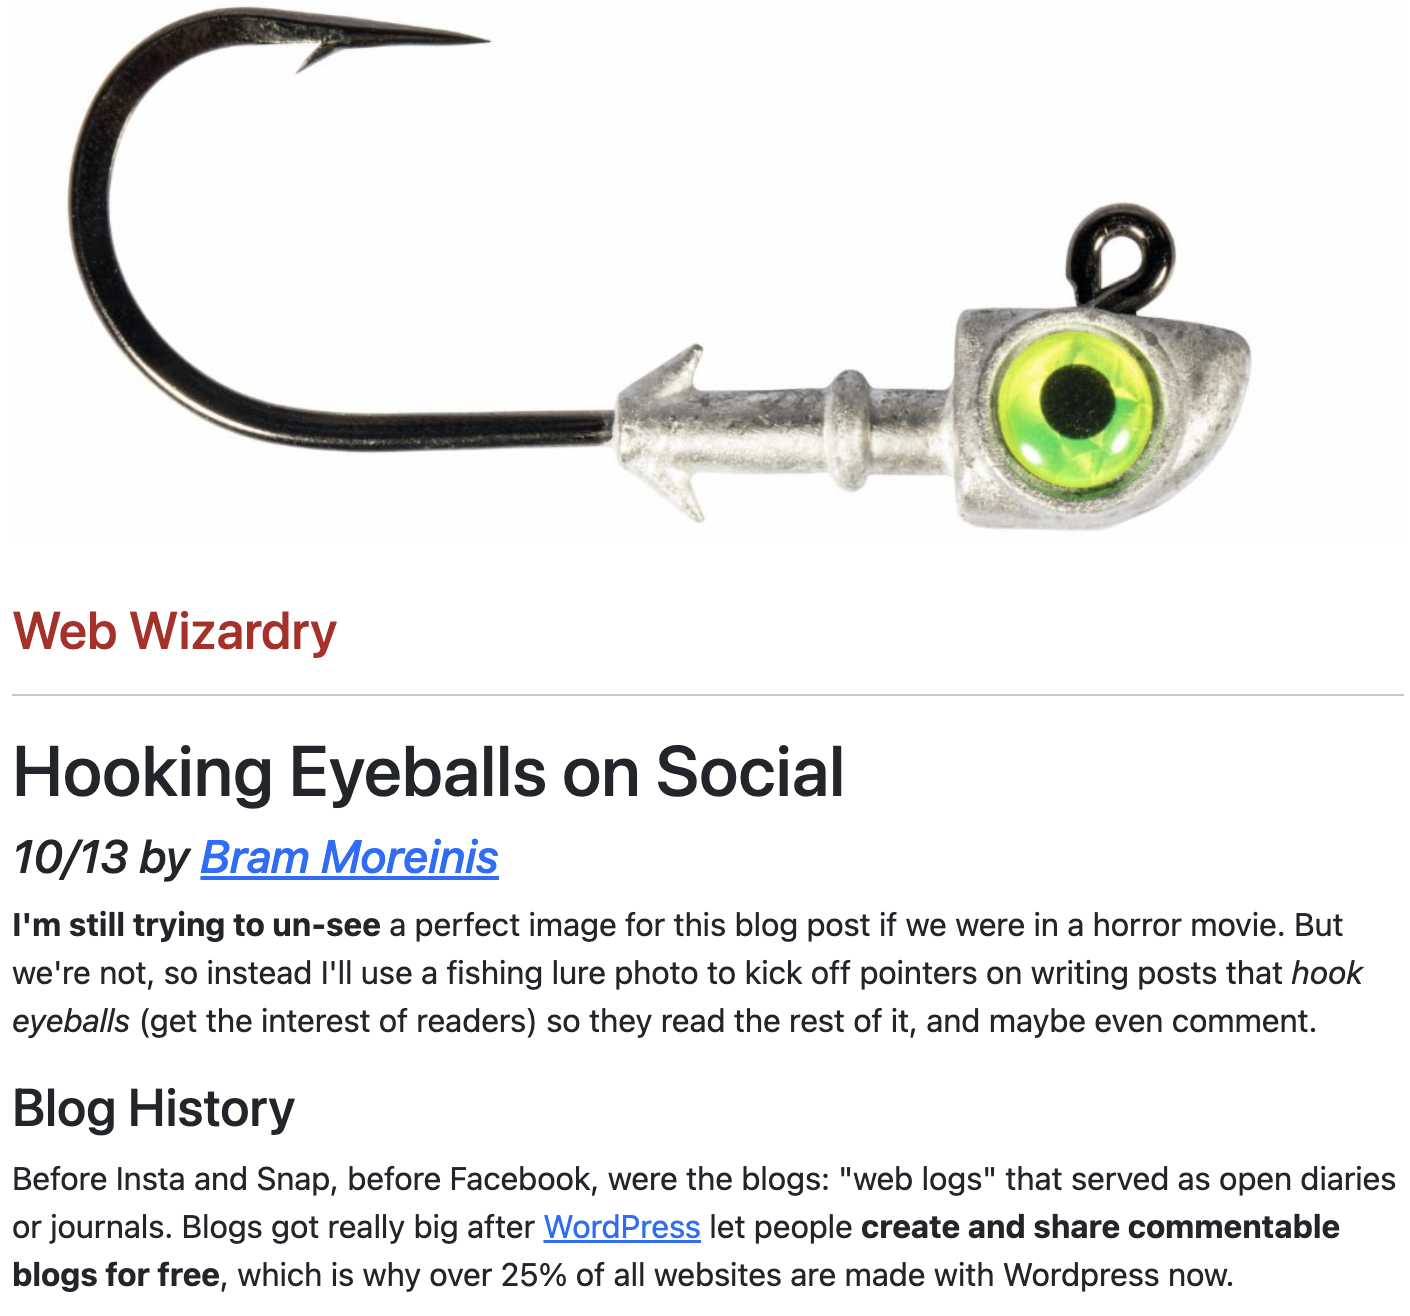 Web Wizardry
Hooking Eyeballs on Social
10/13 by Bram Moreinis
I'm still trying to un-see a perfect image for this blog post if we were in a horror movie. But
we're not, so instead I'll use a fishing lure photo to kick off pointers on writing posts that hook
eyeballs (get the interest of readers) so they read the rest of it, and maybe even comment.
Blog History
Before Insta and Snap, before Facebook, were the blogs: "web logs" that served as open diaries
or journals. Blogs got really big after WordPress let people create and share commentable
blogs for free, which is why over 25% of all websites are made with Wordpress now.